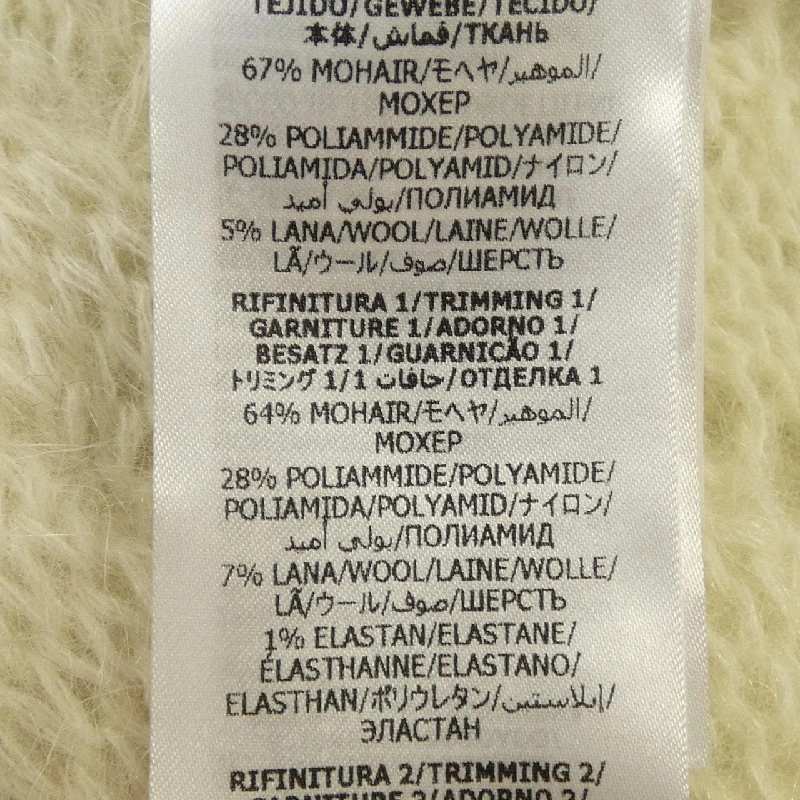 TEJIDO/GEWEBE/TECIDO/
本体/قماش/ТКАНЬ
67% MOHAIR/モヘヤ/الموهير/
МОХЕР
28% POLIAMMIDE/POLYAMIDE/
POLIAMIDA/POLYAMID/ナイロン/
بولي أميد/ПОЛИАМИД
5% LANA/WOOL/LAINE/WOLLE/
LÃ/ウール/صوف/ШЕРСТЬ
RIFINITURA 1/TRIMMING 1/
GARNITURE 1/ADORNO 1/
BESATZ 1/GUARNICÃO 1/
トリミング 1/1 حافات/ОТДЕЛКА 1
64% MOHAIR/モヘヤ/الموهير/
МОХЕР
28% POLIAMMIDE/POLYAMIDE/
POLIAMIDA/POLYAMID/ナイロン/
بولي أميد/ПОЛИАМИД
7% LANA/WOOL/LAINE/WOLLE/
LÃ/ウール/صوف/ШЕРСТЬ
1% ELASTAN/ELASTANE/
ÉLASTHANNE/ELASTANO/
ELASTHAN/ポリウレタン/إيلاستين/
ЭЛАСТАН
RIFINITURA 2/TRIMMING 2/
GARNITURE 2/ADORNO 2/